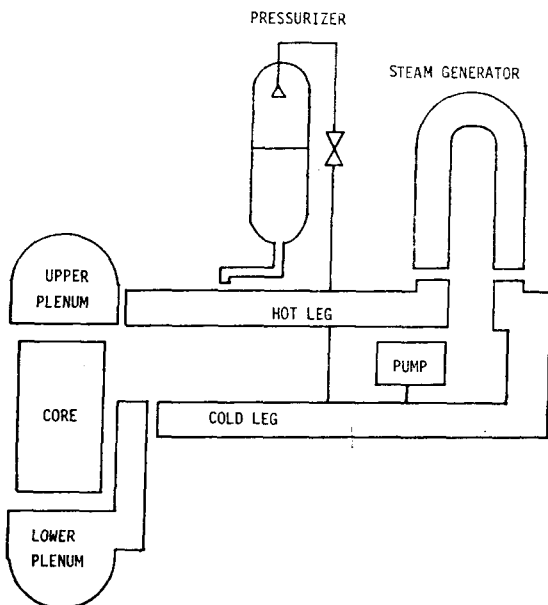 PRESSURIZER
STEAM GENERATOR
UPPER
PLENUM
HOT LEG
PUMP
CORE
COLD LEG
LOWER
PLENUM